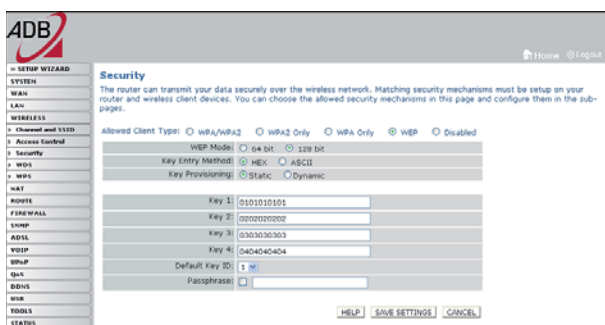 ADB
Home Logout
» SETUP WIZARD
SYSTEM
WAN
LAN
WIRELESS
› Channel and SSID
› Access Control
› Security
› WDS
› WPS
NAT
ROUTE
FIREWALL
SNMP
ADSL
VOIP
UPnP
QoS
DDNS
USB
TOOLS
STATUS
Security
The router can transmit your data securely over the wireless network. Matching security mechanisms must be setup on your
router and wireless client devices. You can choose the allowed security mechanisms in this page and configure them in the sub-
pages.
Allowed Client Type: WPA/WPA2 WPA2 Only WPA Only WEP Disabled
WEP Mode: 64 bit 128 bit
Key Entry Method: HEX ASCII
Key Provisioning: Static Dynamic
Key 1: 0101010101
Key 2: 0202020202
Key 3: 0303030303
Key 4: 0404040404
Default Key ID: 1
Passphrase:
HELP SAVE SETTINGS CANCEL